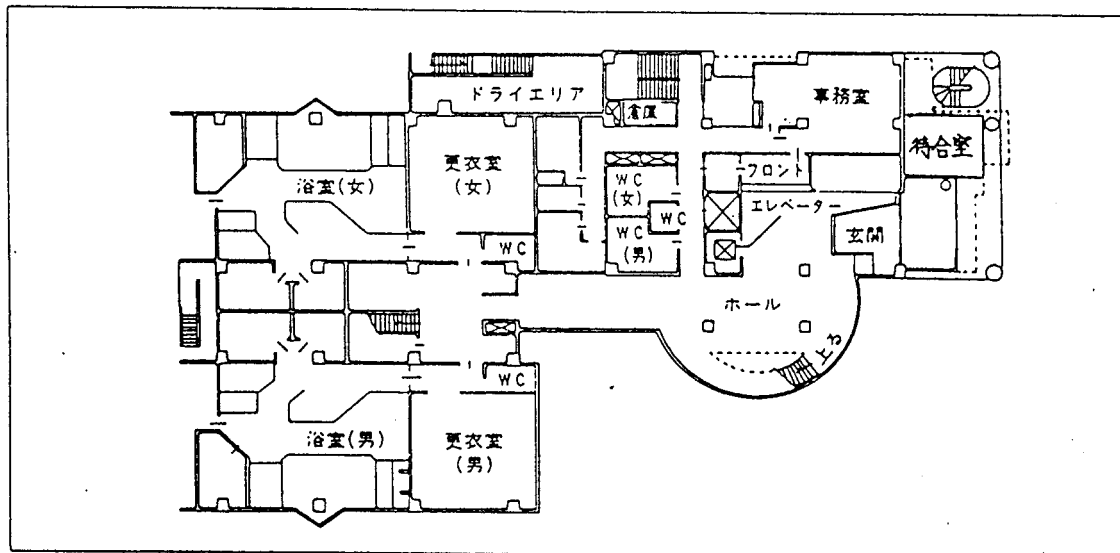 ドライエリア
倉庫
事務室
待合室
更衣室
(女)
浴室(女)
WC
(女)
WC
フロント
エレベーター
WC
WC
(男)
玄関
ホール
上る
WC
浴室(男)
更衣室
(男)